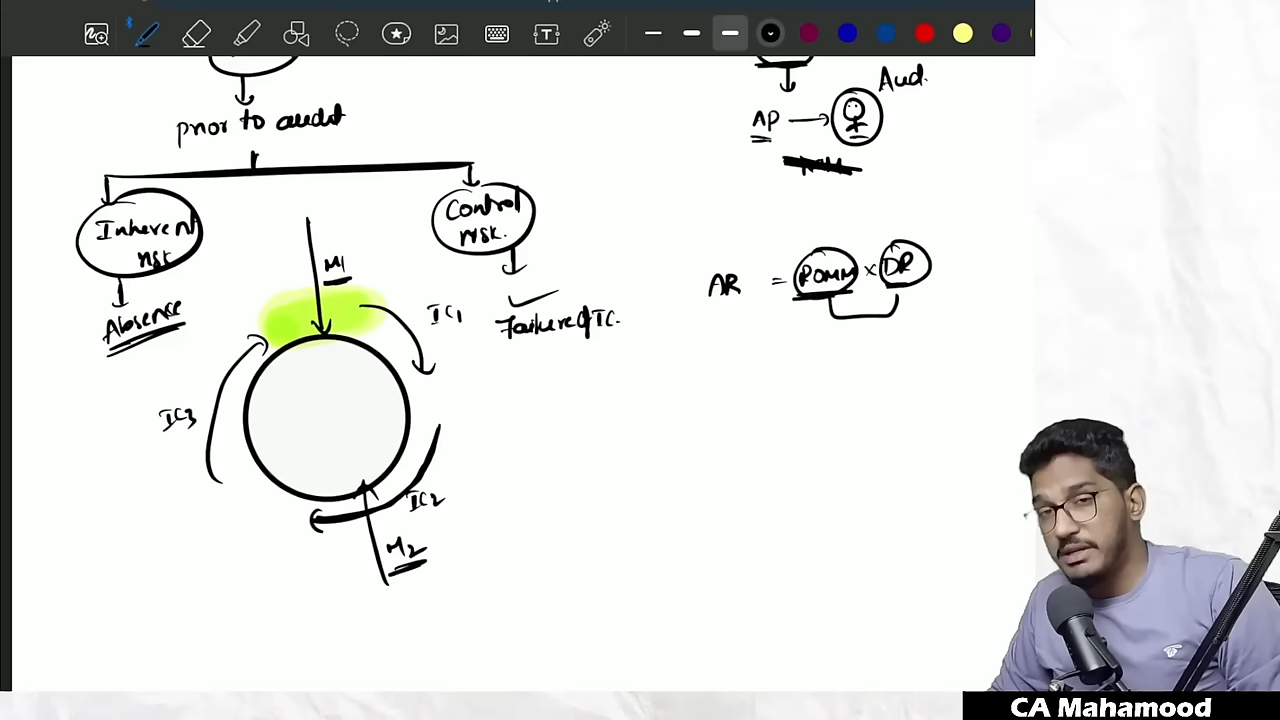 Aud.
prior to audit
AP
Inherent
risk
Control
risk.
M1
AR = ROMM × DR
Absence
IC1
Failure of IC.
IC3
IC2
M2
CA Mahamood